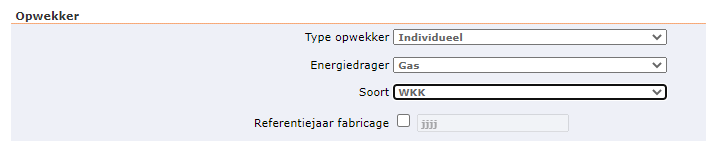 Opwekker
Type opwekker Individueel
Energiedrager Gas
Soort WKK
Referentiejaar fabricage jjjj